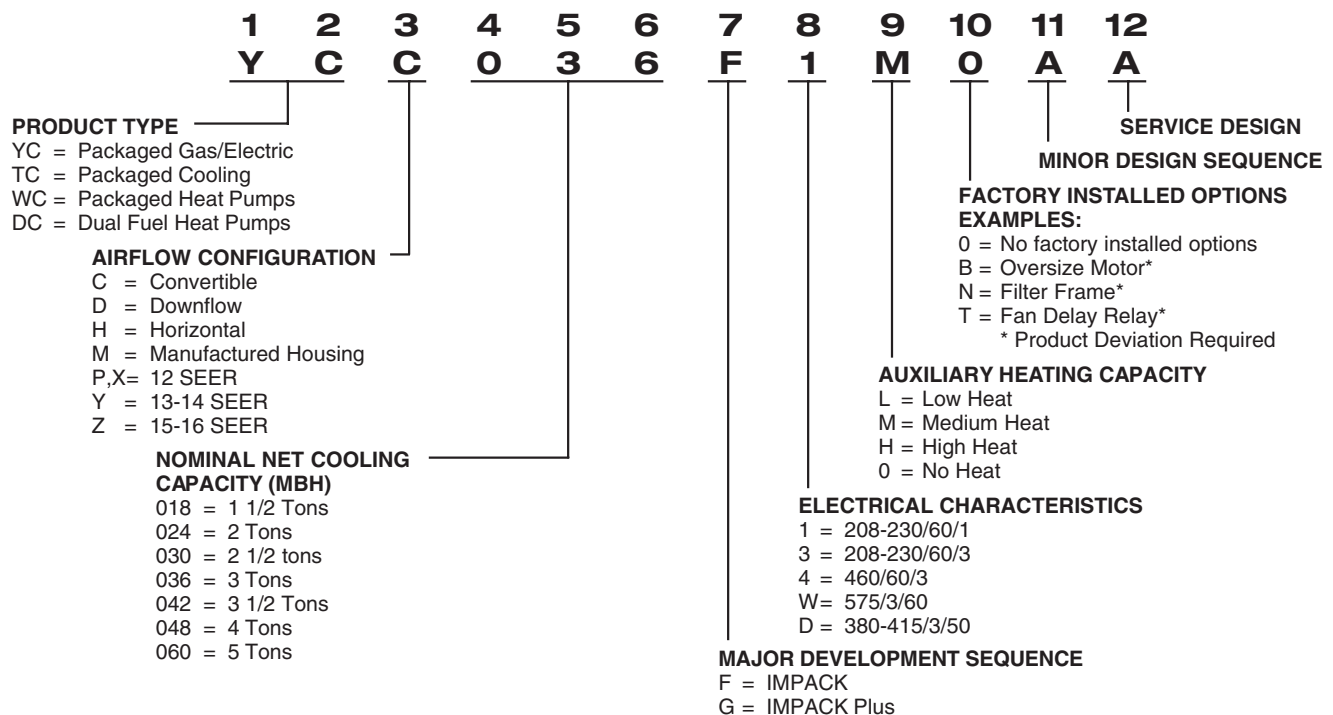 1 2 3 4 5 6 7 8 9 10 11 12
Y C C 0 3 6 F 1 M 0 A A
PRODUCT TYPE
YC = Packaged Gas/Electric
TC = Packaged Cooling
WC = Packaged Heat Pumps
DC = Dual Fuel Heat Pumps
AIRFLOW CONFIGURATION
C = Convertible
D = Downflow
H = Horizontal
M = Manufactured Housing
P,X= 12 SEER
Y = 13-14 SEER
Z = 15-16 SEER
NOMINAL NET COOLING
CAPACITY (MBH)
018 = 1 1/2 Tons
024 = 2 Tons
030 = 2 1/2 tons
036 = 3 Tons
042 = 3 1/2 Tons
048 = 4 Tons
060 = 5 Tons
SERVICE DESIGN
MINOR DESIGN SEQUENCE
FACTORY INSTALLED OPTIONS
EXAMPLES:
0 = No factory installed options
B = Oversize Motor*
N = Filter Frame*
T = Fan Delay Relay*
* Product Deviation Required
AUXILIARY HEATING CAPACITY
L = Low Heat
M = Medium Heat
H = High Heat
0 = No Heat
ELECTRICAL CHARACTERISTICS
1 = 208-230/60/1
3 = 208-230/60/3
4 = 460/60/3
W= 575/3/60
D = 380-415/3/50
MAJOR DEVELOPMENT SEQUENCE
F = IMPACK
G = IMPACK Plus